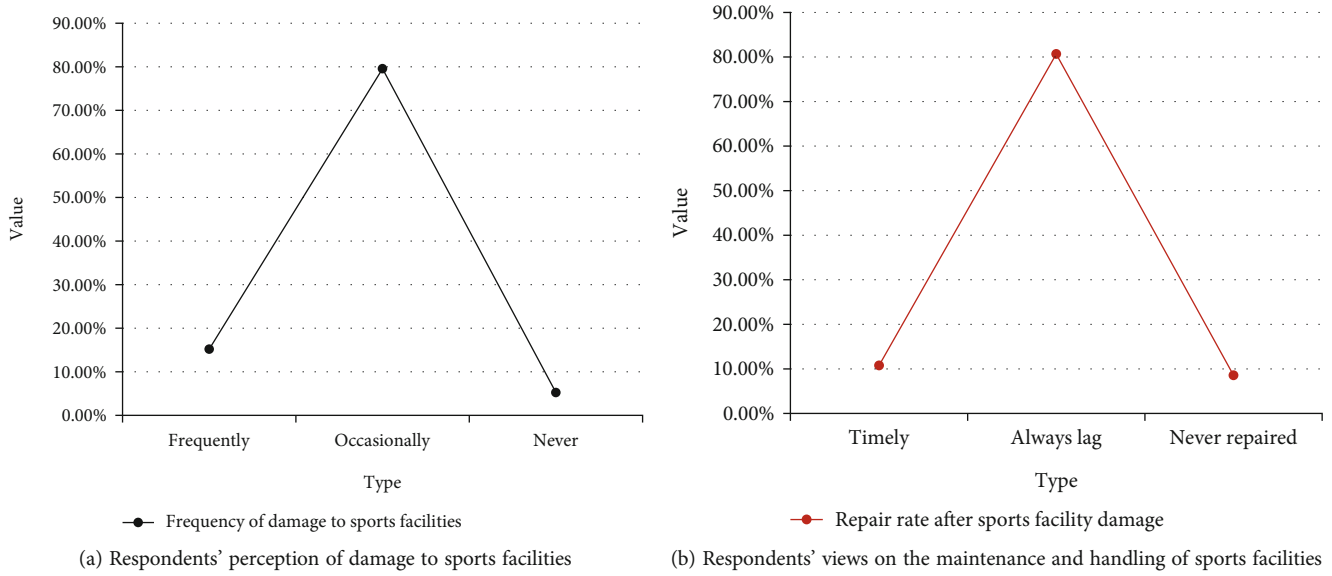 90.00%
80.00%
70.00%
60.00%
50.00%
40.00%
30.00%
20.00%
10.00%
0.00%
Value
Frequently
Occasionally
Never
Type
Frequency of damage to sports facilities
(a) Respondents' perception of damage to sports facilities
90.00%
80.00%
70.00%
60.00%
50.00%
40.00%
30.00%
20.00%
10.00%
0.00%
Value
Timely
Always lag
Never repaired
Type
Repair rate after sports facility damage
(b) Respondents' views on the maintenance and handling of sports facilities